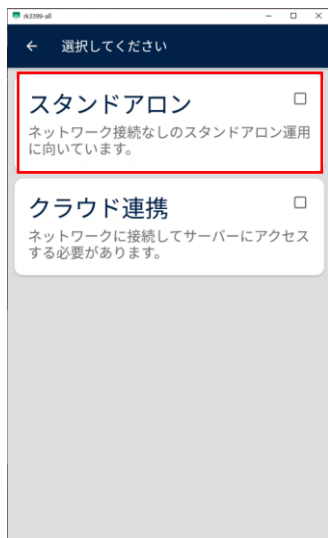 rk3399-all
選択してください
スタンドアロン
ネットワーク接続なしのスタンドアロン運用
に向いています。
クラウド連携
ネットワークに接続してサーバーにアクセス
する必要があります。